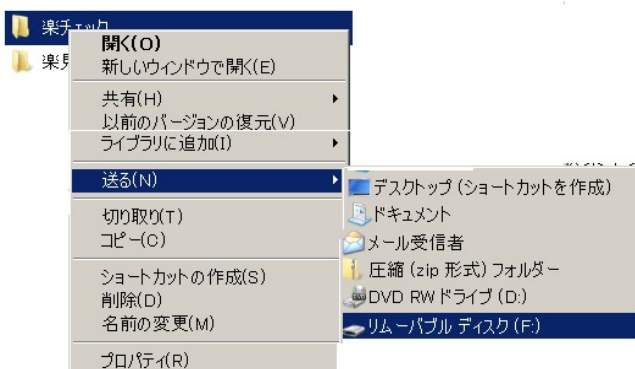 楽チェック
楽見
開く(O)
新しいウィンドウで開く(E)
共有(H)
以前のバージョンの復元(V)
ライブラリに追加(I)
送る(N)
切り取り(T)
コピー(C)
ショートカットの作成(S)
削除(D)
名前の変更(M)
プロパティ(R)
デスクトップ (ショートカットを作成)
ドキュメント
メール受信者
圧縮 (zip 形式) フォルダー
DVD RW ドライブ (D:)
リムーバブル ディスク (F:)